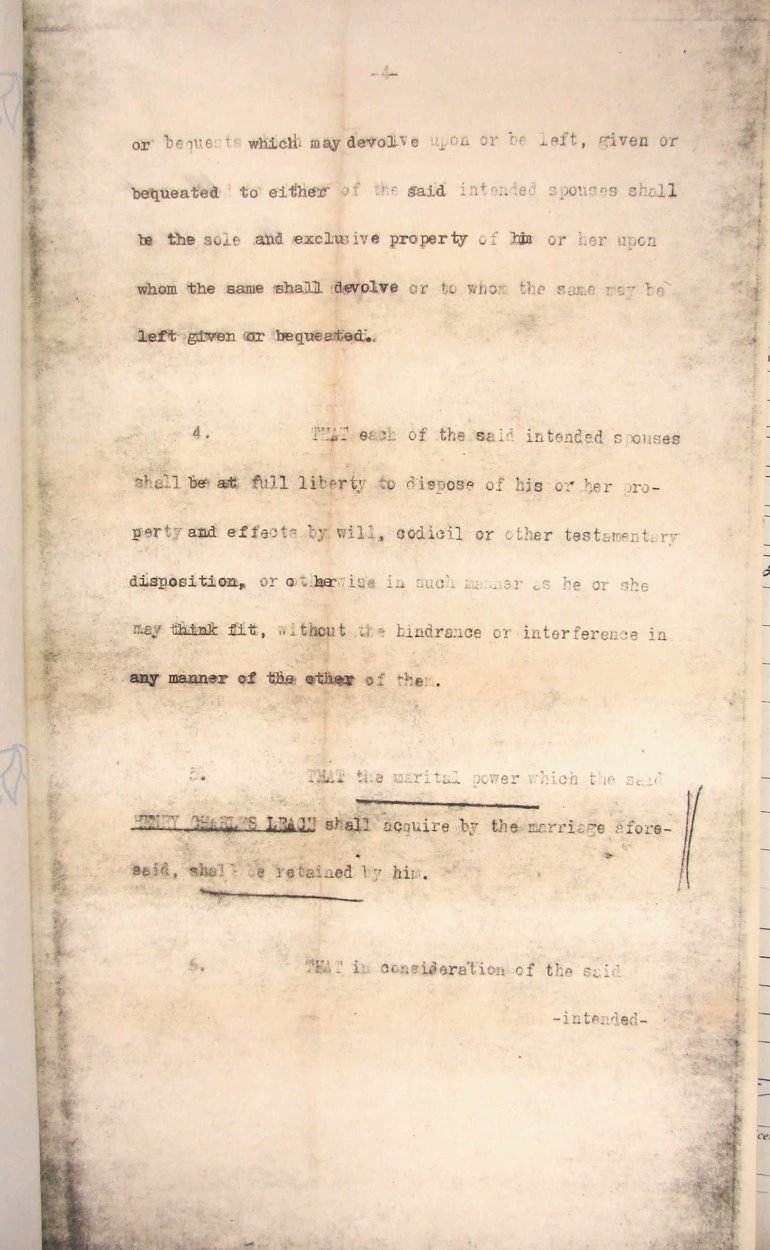 -4-
or bequests which may devolve upon or be left, given or
bequeated to either of the said intended spouses shall
be the sole and exclusive property of him or her upon
whom the same shall devolve or to whom the same may be
left given or bequeated.
4. THAT each of the said intended spouses
shall be at full liberty to dispose of his or her pro-
perty and effects by will, codicil or other testamentary
disposition, or otherwise in such manner as he or she
may think fit, without the hindrance or interference in
any manner of the other of them.
5. THAT the marital power which the said
HENRY CHARLES LEACH shall acquire by the marriage afore-
said, shall be retained by him.
6. THAT in consideration of the said
-intended-